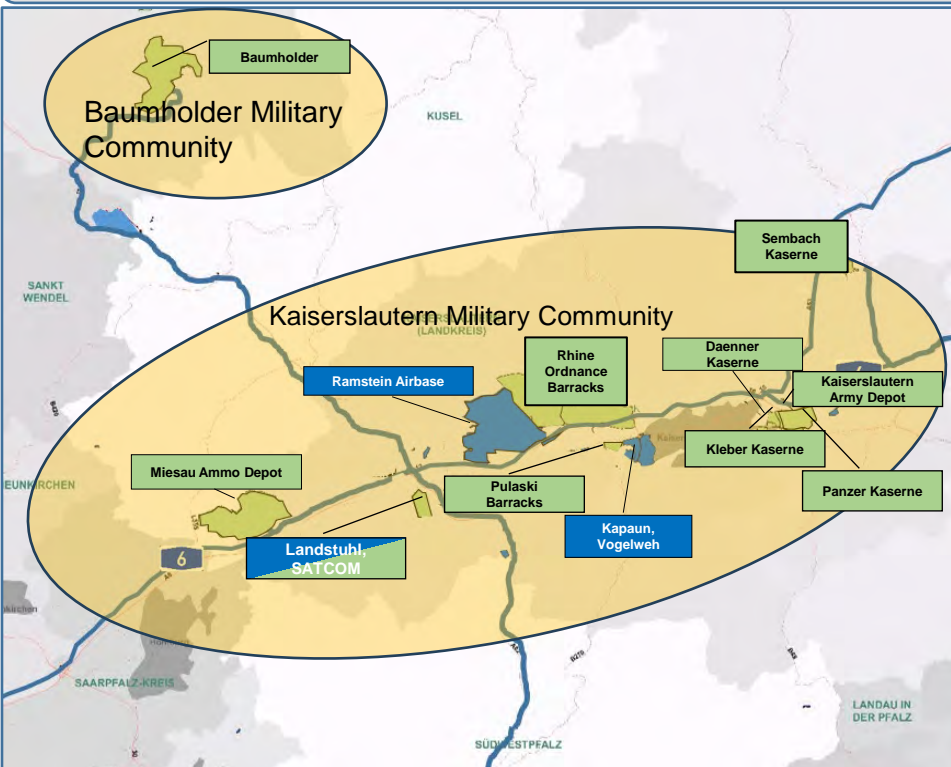 Baumholder
Baumholder Military
Community
KUSEL
Sembach
Kaserne
SANKT
WENDEL
Kaiserslautern Military Community
(LANDKREIS)
Rhine
Ordnance
Barracks
Daenner
Kaserne
Ramstein Airbase
Kaiserslautern
Army Depot
Kleber Kaserne
Miesau Ammo Depot
Pulaski
Barracks
Panzer Kaserne
Kapaun,
Vogelweh
Landstuhl,
SATCOM
6
SAARPFALZ-KREIS
B270
B48
LANDAU IN
DER PFALZ
SÜDWESTPFALZ